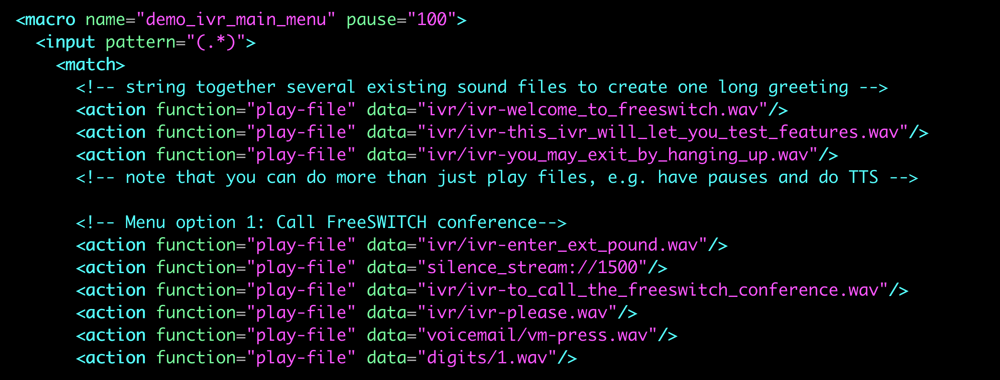 <macro name="demo_ivr_main_menu" pause="100">
  <input pattern="(.*)">
    <match>
      <!-- string together several existing sound files to create one long greeting -->
      <action function="play-file" data="ivr/ivr-welcome_to_freeswitch.wav"/>
      <action function="play-file" data="ivr/ivr-this_ivr_will_let_you_test_features.wav"/>
      <action function="play-file" data="ivr/ivr-you_may_exit_by_hanging_up.wav"/>
      <!-- note that you can do more than just play files, e.g. have pauses and do TTS -->

      <!-- Menu option 1: Call FreeSWITCH conference-->
      <action function="play-file" data="ivr/ivr-enter_ext_pound.wav"/>
      <action function="play-file" data="silence_stream://1500"/>
      <action function="play-file" data="ivr/ivr-to_call_the_freeswitch_conference.wav"/>
      <action function="play-file" data="ivr/ivr-please.wav"/>
      <action function="play-file" data="voicemail/vm-press.wav"/>
      <action function="play-file" data="digits/1.wav"/>